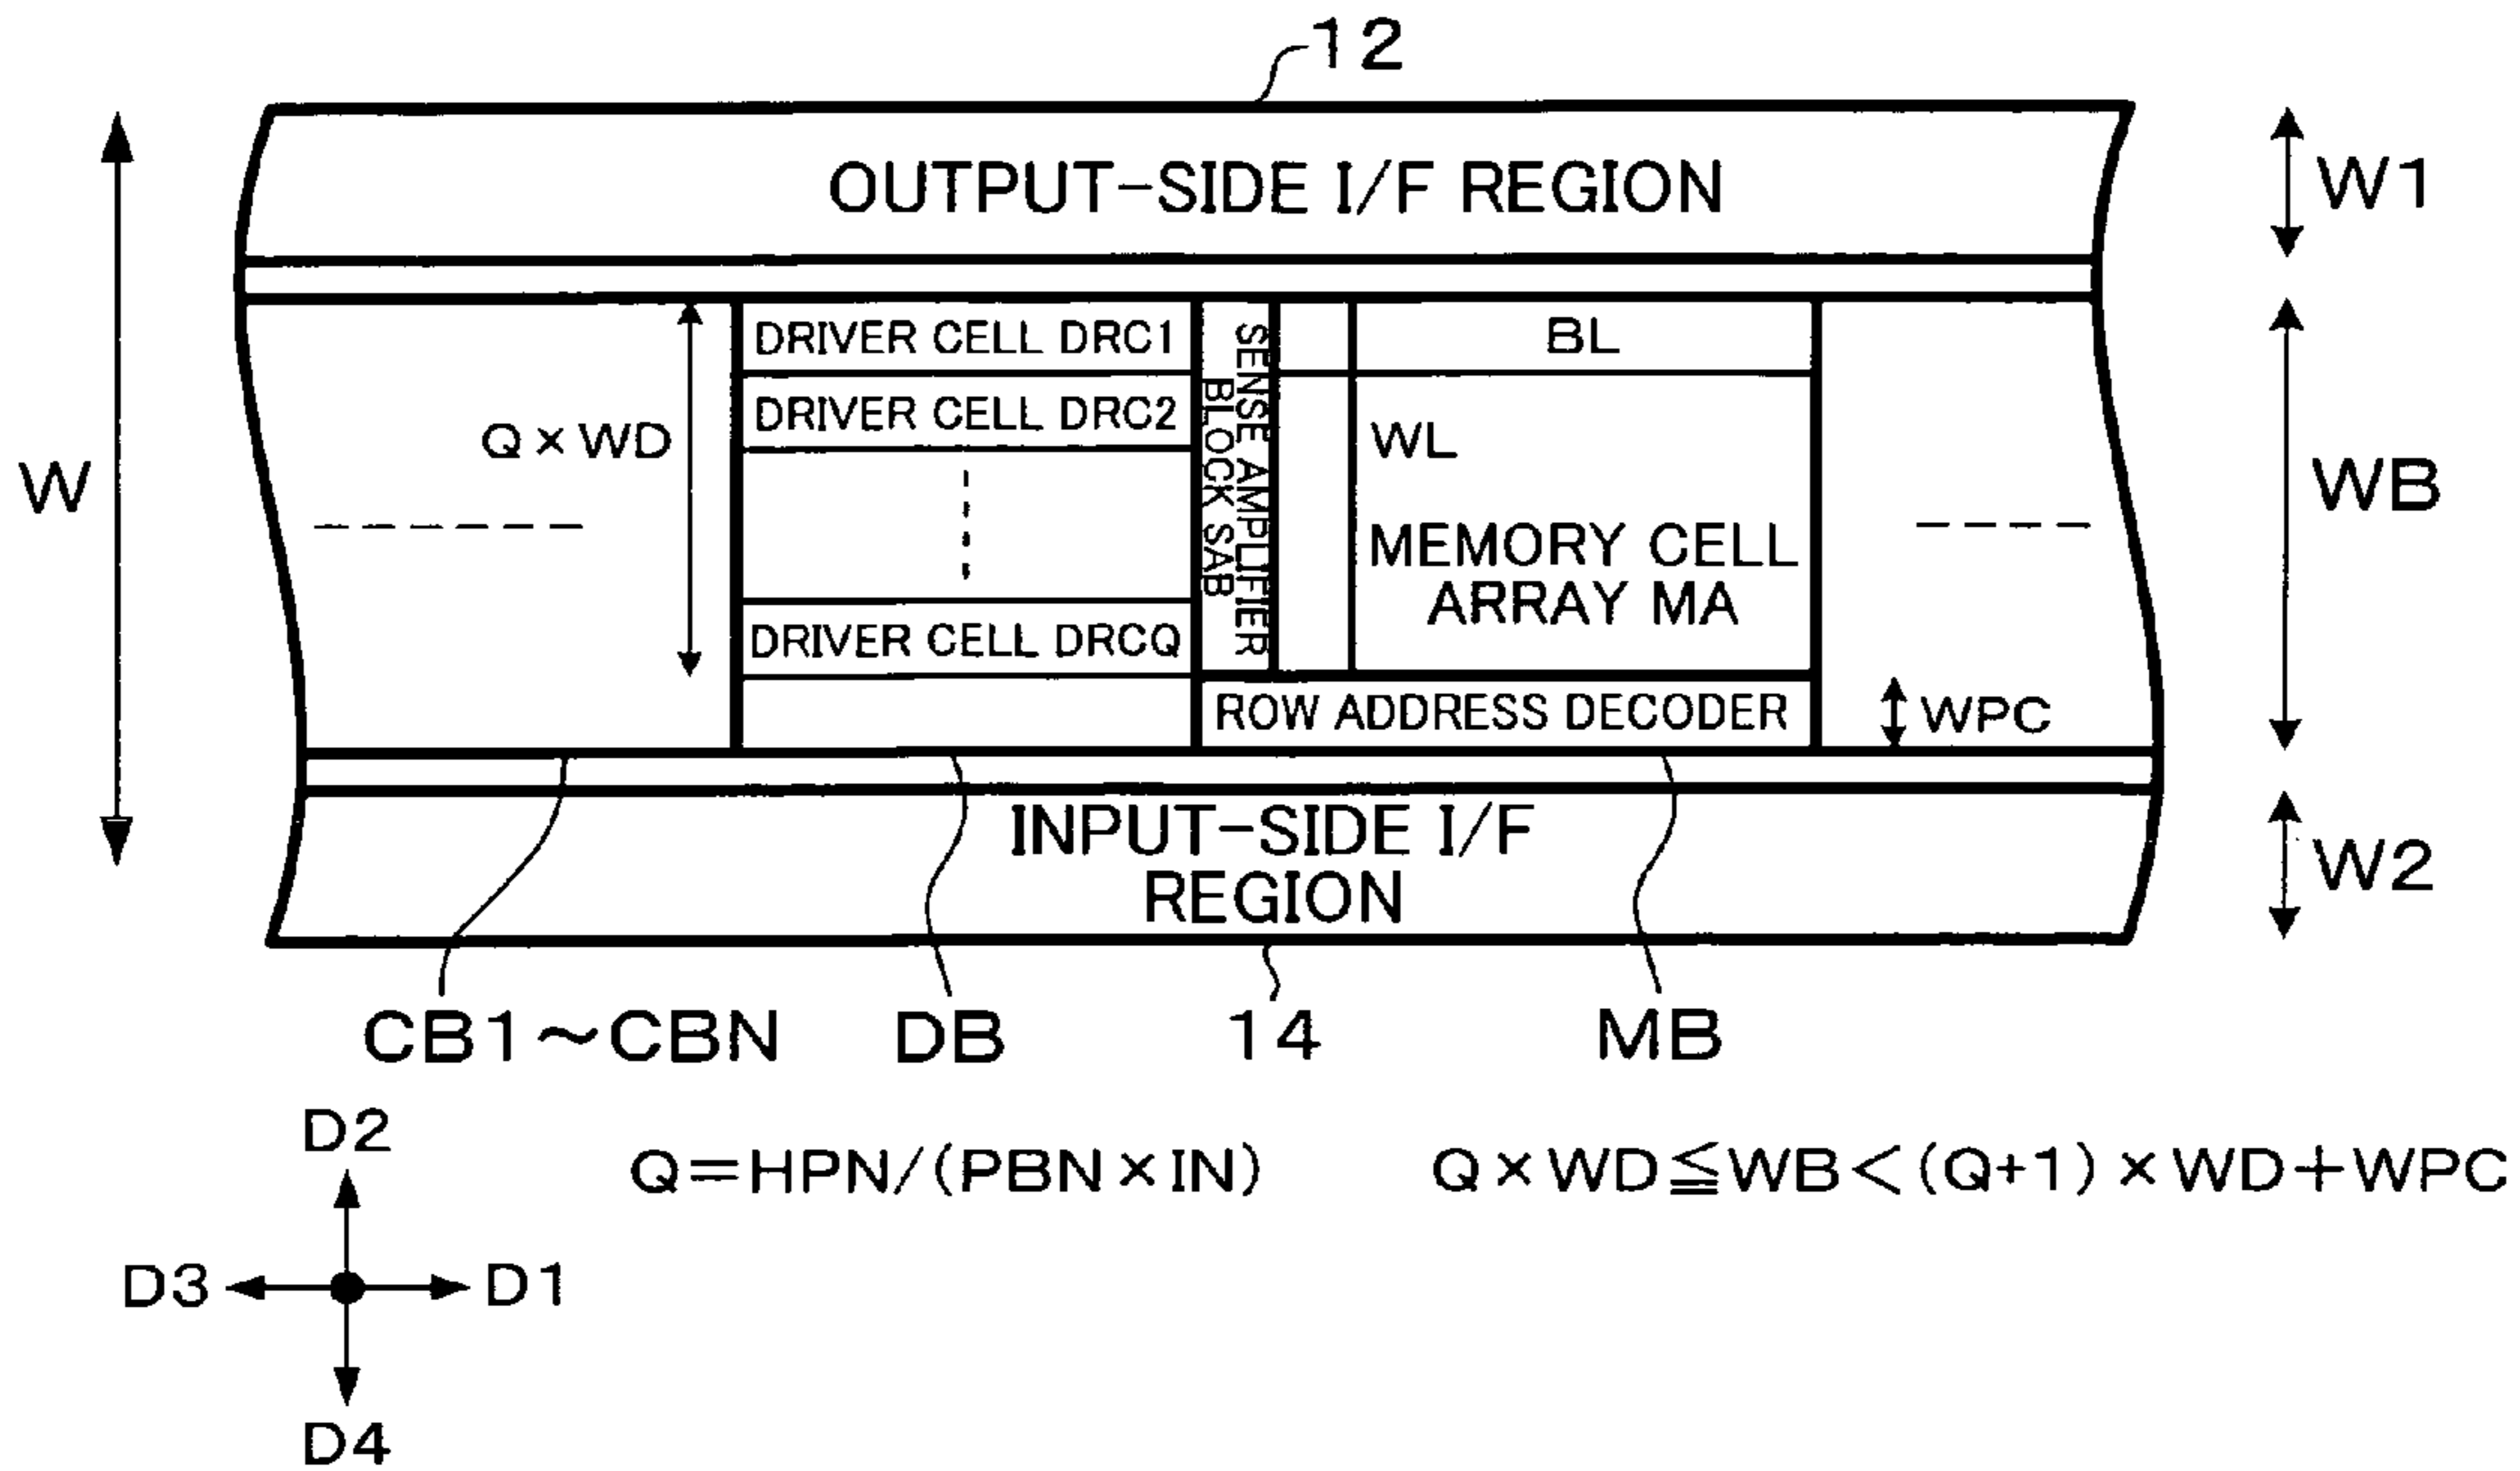 12
OUTPUT-SIDE I/F REGION
W1
DRIVER CELL DRC1
BL
DRIVER CELL DRC2
Q×WD
WL
W
WB
SENSE AMPLIFIER
BLOCK SAB
MEMORY CELL
ARRAY MA
DRIVER CELL DRCQ
ROW ADDRESS DECODER
WPC
INPUT-SIDE I/F
REGION
W2
CB1~CBN
DB
14
MB
D2
Q=HPN/(PBN×IN)
Q×WD≦WB<(Q+1)×WD+WPC
D3
D1
D4